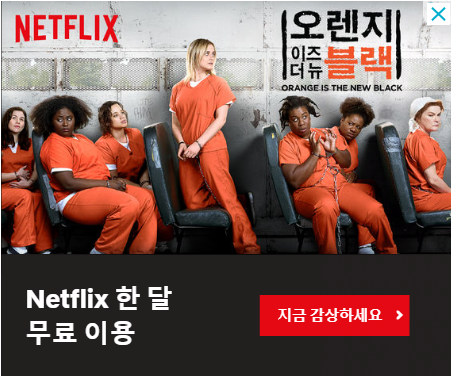 NETFLIX
오렌지
이즈
더 뉴
블랙
ORANGE IS THE NEW BLACK
Netflix 한 달
무료 이용
지금 감상하세요